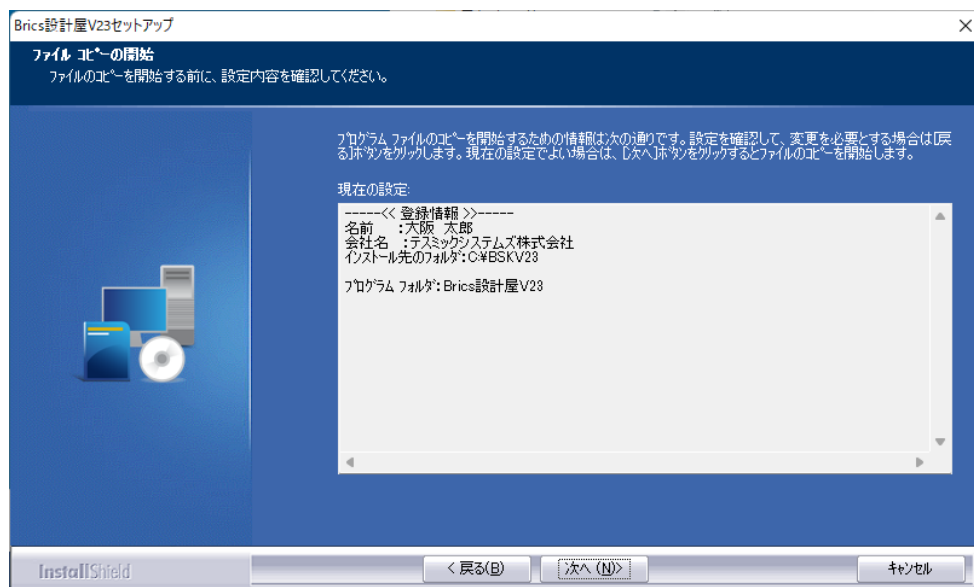 Brics設計屋V23セットアップ
ファイル コピーの開始
ファイルのコピーを開始する前に、設定内容を確認してください。
プログラム ファイルのコピーを開始するための情報は次の通りです。設定を確認して、変更を必要とする場合は[戻
る]ボタンをクリックします。現在の設定でよい場合は、[次へ]ボタンをクリックするとファイルのコピーを開始します。
現在の設定:
-----<< 登録情報 >>-----
名前 :大阪 太郎
会社名 :テスミックシステムズ株式会社
インストール先のフォルダ:C:¥BSKV23
プログラム フォルダ:Brics設計屋V23
InstallShield
< 戻る(B)
次へ (N)>
キャンセル